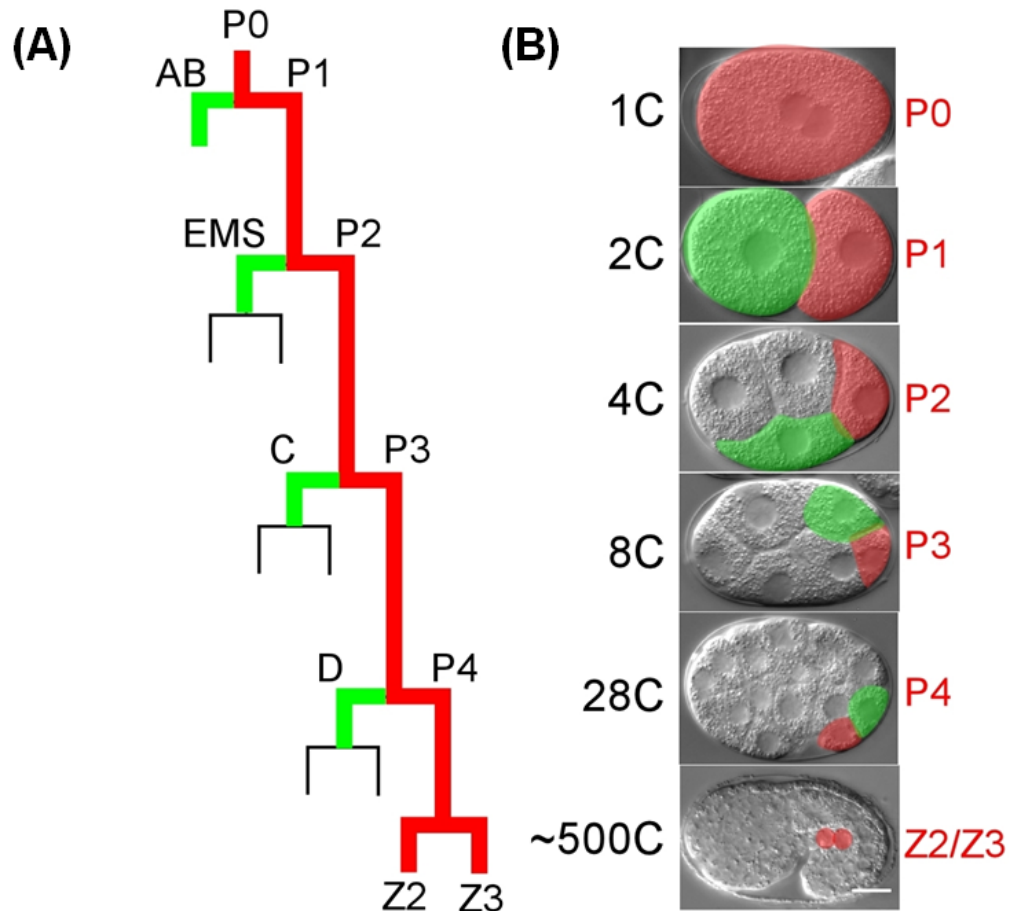 (A)
P0
AB P1
EMS P2
C P3
D P4
Z2 Z3
(B)
1C P0
2C P1
4C P2
8C P3
28C P4
~500C Z2/Z3